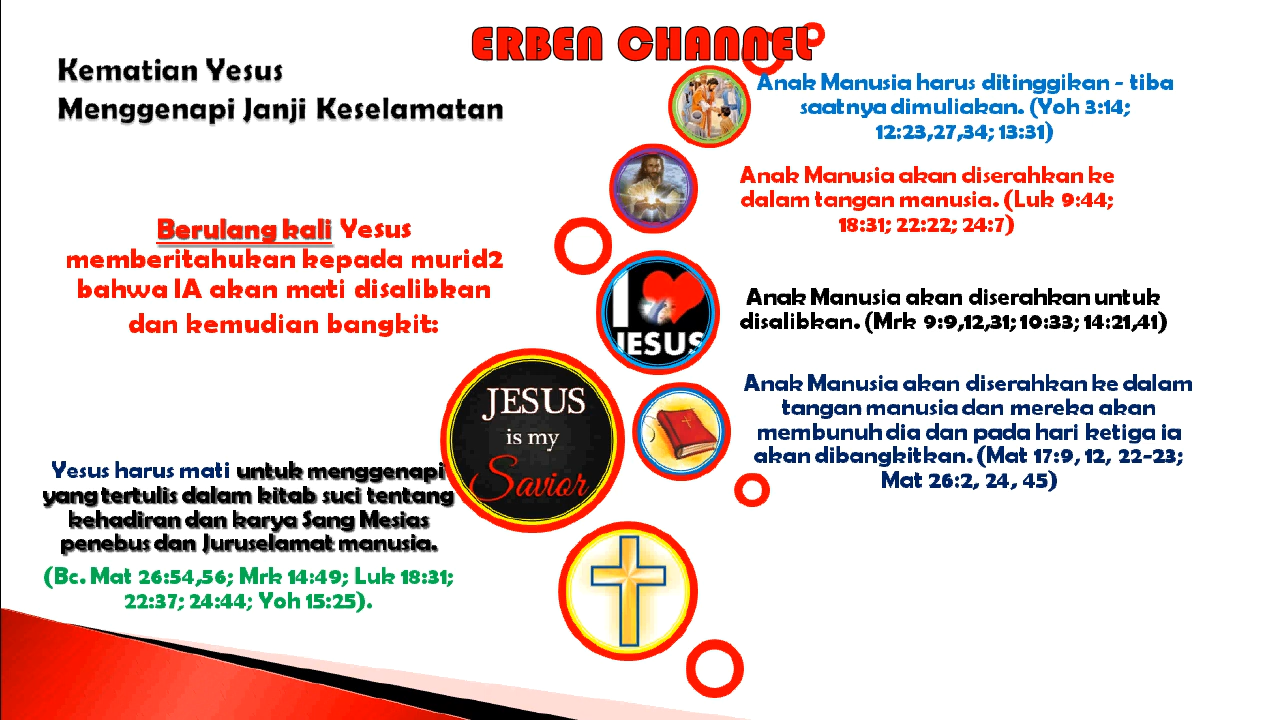 ERBEN CHANNEL
Kematian Yesus
Menggenapi Janji Keselamatan
Berulang kali Yesus
memberitahukan kepada murid2
bahwa IA akan mati disalibkan
dan kemudian bangkit:
Yesus harus mati untuk menggenapi
yang tertulis dalam kitab suci tentang
kehadiran dan karya Sang Mesias
penebus dan Juruselamat manusia.
(Bc. Mat 26:54,56; Mrk 14:49; Luk 18:31;
22:37; 24:44; Yoh 15:25).
Anak Manusia harus ditinggikan - tiba
saatnya dimuliakan. (Yoh 3:14;
12:23,27,34; 13:31)
Anak Manusia akan diserahkan ke
dalam tangan manusia. (Luk 9:44;
18:31; 22:22; 24:7)
I
JESUS
Anak Manusia akan diserahkan untuk
disalibkan. (Mrk 9:9,12,31; 10:33; 14:21,41)
JESUS
is my
Savior
Anak Manusia akan diserahkan ke dalam
tangan manusia dan mereka akan
membunuh dia dan pada hari ketiga ia
akan dibangkitkan. (Mat 17:9, 12, 22-23;
Mat 26:2, 24, 45)